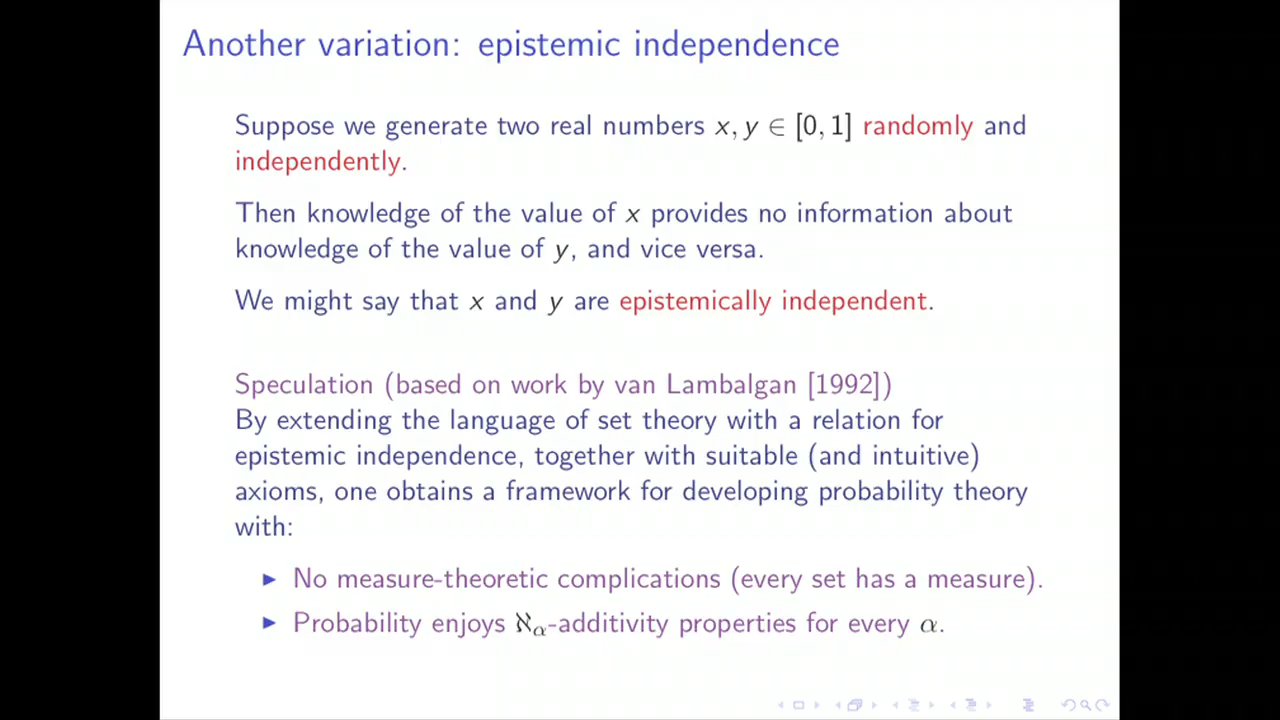 Another variation: epistemic independence
Suppose we generate two real numbers x, y ∈ [0, 1] randomly and
independently.
Then knowledge of the value of x provides no information about
knowledge of the value of y, and vice versa.
We might say that x and y are epistemically independent.
Speculation (based on work by van Lambalgan [1992])
By extending the language of set theory with a relation for
epistemic independence, together with suitable (and intuitive)
axioms, one obtains a framework for developing probability theory
with:
▶ No measure-theoretic complications (every set has a measure).
▶ Probability enjoys ℵα-additivity properties for every α.